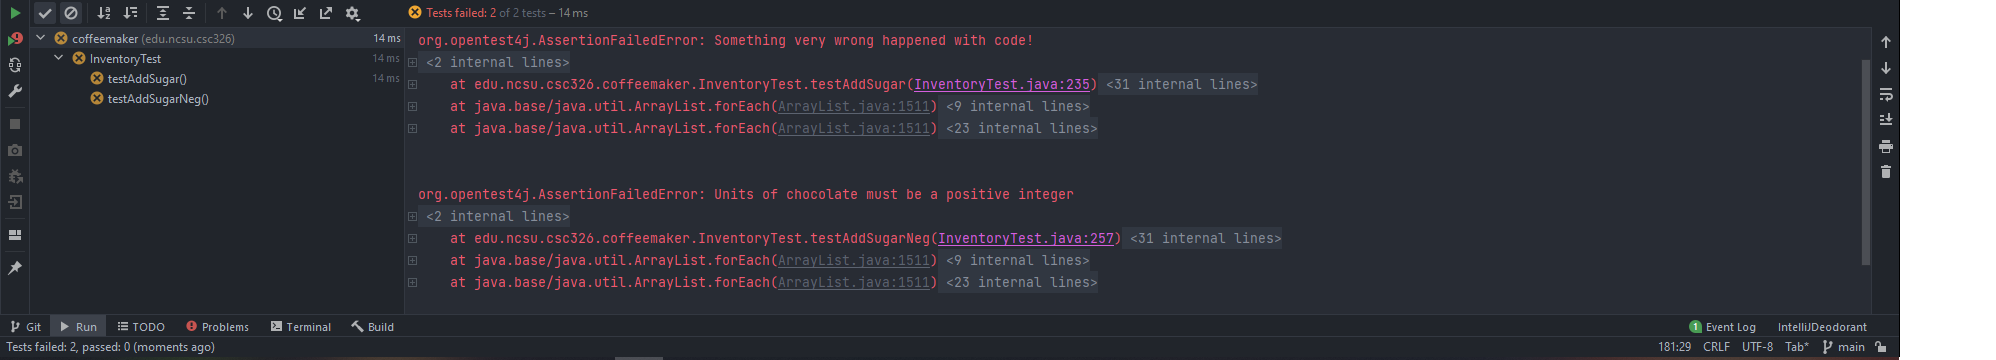 Tests failed: 2 of 2 tests – 14 ms
coffeemaker (edu.ncsu.csc326) 14 ms
InventoryTest 14 ms
testAddSugar() 14 ms
testAddSugarNeg()
org.opentest4j.AssertionFailedError: Something very wrong happened with code!
<2 internal lines>
at edu.ncsu.csc326.coffeemaker.InventoryTest.testAddSugar(InventoryTest.java:235) <31 internal lines>
at java.base/java.util.ArrayList.forEach(ArrayList.java:1511) <9 internal lines>
at java.base/java.util.ArrayList.forEach(ArrayList.java:1511) <23 internal lines>
org.opentest4j.AssertionFailedError: Units of chocolate must be a positive integer
<2 internal lines>
at edu.ncsu.csc326.coffeemaker.InventoryTest.testAddSugarNeg(InventoryTest.java:257) <31 internal lines>
at java.base/java.util.ArrayList.forEach(ArrayList.java:1511) <9 internal lines>
at java.base/java.util.ArrayList.forEach(ArrayList.java:1511) <23 internal lines>
Git Run TODO Problems Terminal Build 1 Event Log IntelliJDeodorant
Tests failed: 2, passed: 0 (moments ago) 181:29 CRLF UTF-8 Tab* main